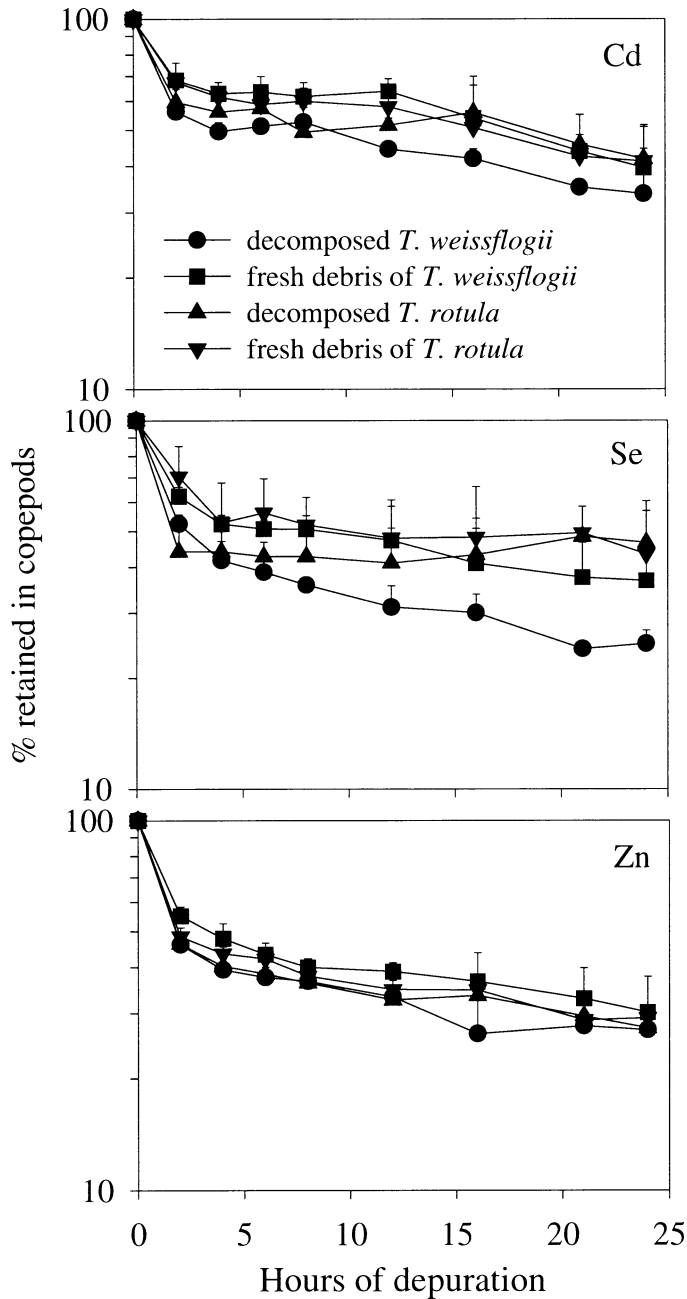 100
Cd
decomposed T. weissflogii
fresh debris of T. weissflogii
decomposed T. rotula
fresh debris of T. rotula
10
100
Se
% retained in copepods
10
100
Zn
10
0 5 10 15 20 25
Hours of depuration